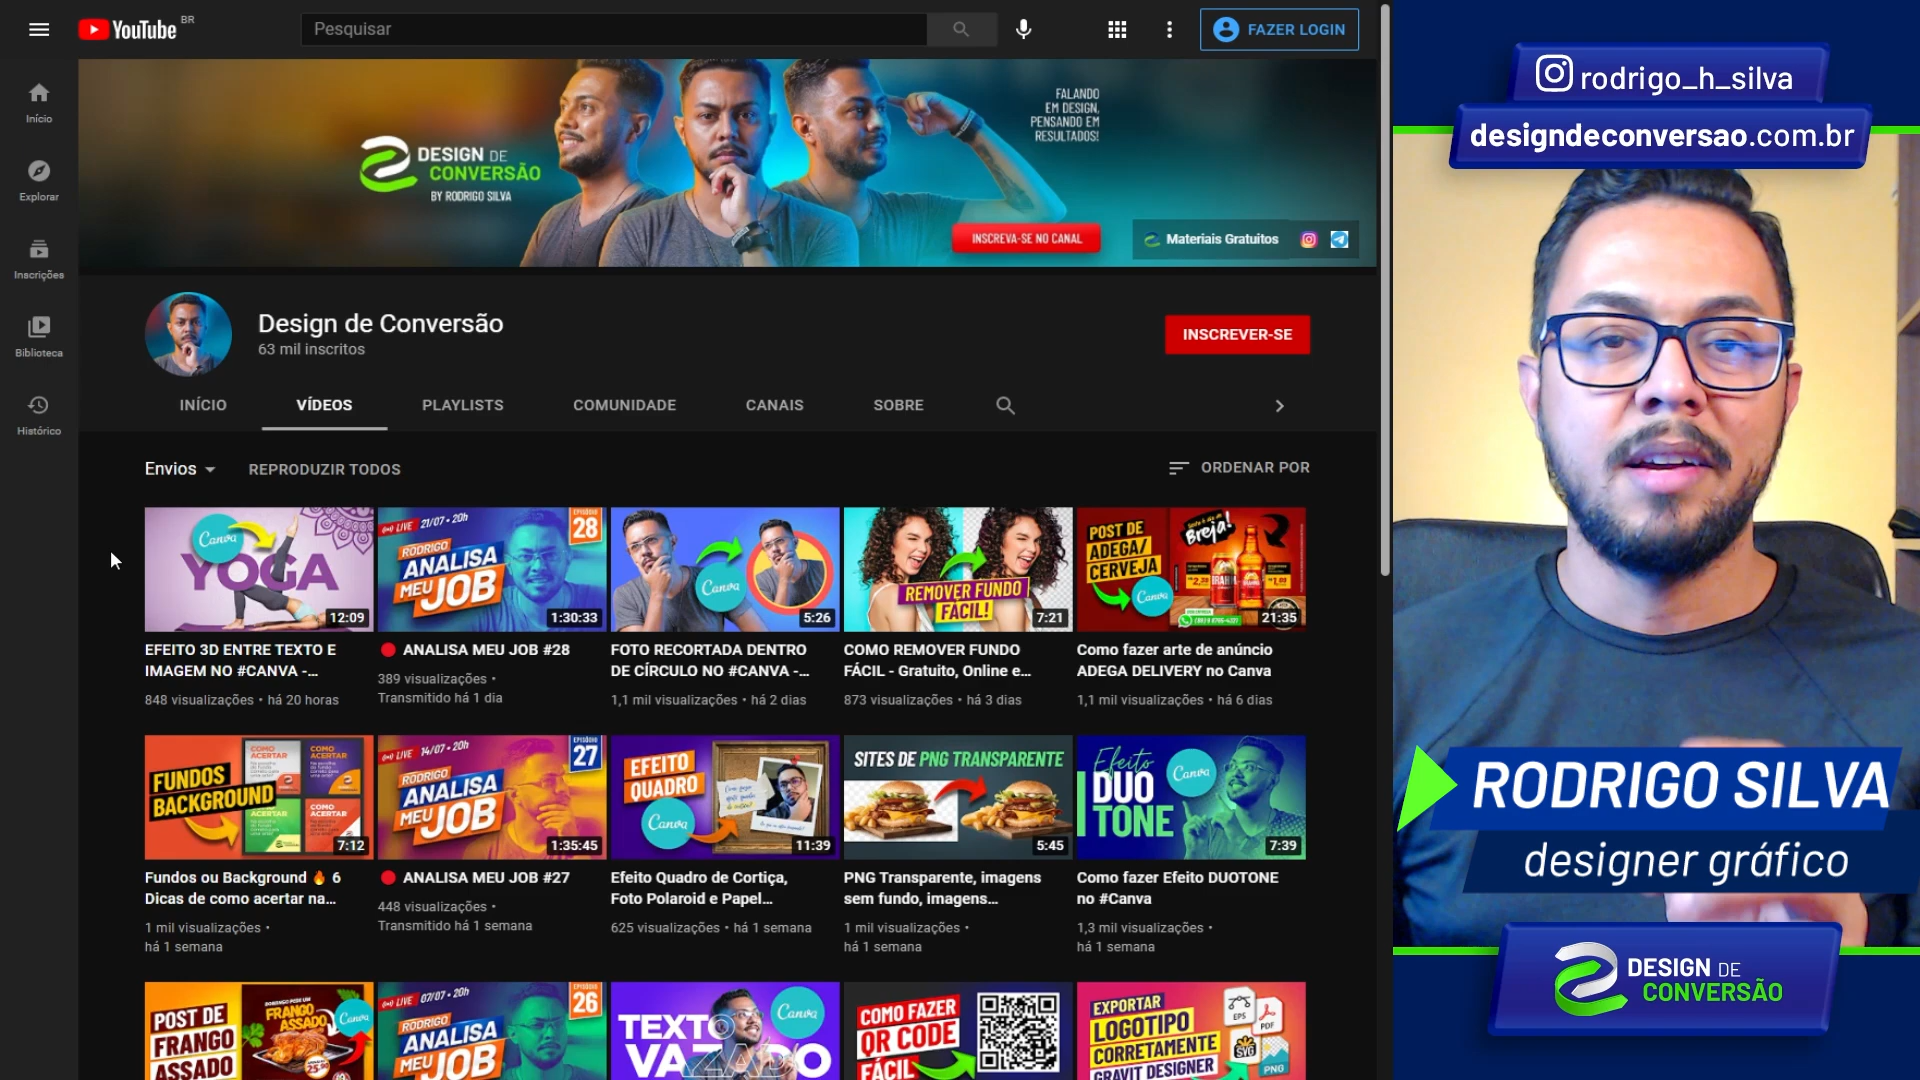 YouTube BR
Pesquisar
FAZER LOGIN
Início
Explorar
Inscrições
Biblioteca
Histórico
DESIGN DE
CONVERSÃO
BY RODRIGO SILVA
FALANDO
EM DESIGN,
PENSANDO EM
RESULTADOS!
INSCREVA-SE NO CANAL
Materiais Gratuitos
Design de Conversão
63 mil inscritos
INSCREVER-SE
INÍCIO VÍDEOS PLAYLISTS COMUNIDADE CANAIS SOBRE
Envios REPRODUZIR TODOS ORDENAR POR
Canva
YOGA
12:09
LIVE 21/07 • 20h
EPISÓDIO
28
RODRIGO
ANALISA
MEU JOB
1:30:33
Canva
5:26
REMOVER FUNDO
FÁCIL!
7:21
POST DE
ADEGA/
CERVEJA
Canva
Breja!
21:35
EFEITO 3D ENTRE TEXTO E
IMAGEM NO #CANVA -...
848 visualizações • há 20 horas
ANALISA MEU JOB #28
389 visualizações •
Transmitido há 1 dia
FOTO RECORTADA DENTRO
DE CÍRCULO NO #CANVA -...
1,1 mil visualizações • há 2 dias
COMO REMOVER FUNDO
FÁCIL - Gratuito, Online e...
873 visualizações • há 3 dias
Como fazer arte de anúncio
ADEGA DELIVERY no Canva
1,1 mil visualizações • há 6 dias
FUNDOS
BACKGROUND
COMO
ACERTAR
COMO
ACERTAR
7:12
LIVE 14/07 • 20h
EPISÓDIO
27
RODRIGO
ANALISA
MEU JOB
1:35:45
EFEITO
QUADRO
Canva
11:39
SITES DE PNG TRANSPARENTE
5:45
Efeito
DUO
TONE
Canva
7:39
Fundos ou Background 🔥 6
Dicas de como acertar na...
1 mil visualizações •
há 1 semana
ANALISA MEU JOB #27
448 visualizações •
Transmitido há 1 semana
Efeito Quadro de Cortiça,
Foto Polaroid e Papel...
625 visualizações • há 1 semana
PNG Transparente, imagens
sem fundo, imagens...
1 mil visualizações •
há 1 semana
Como fazer Efeito DUOTONE
no #Canva
1,3 mil visualizações •
há 1 semana
POST DE
FRANGO
ASSADO
FRANGO
ASSADO
Canva
LIVE 07/07 • 20h
EPISÓDIO
26
RODRIGO
ANALISA
MEU JOB
TEXTO
VAZADO
Canva
COMO FAZER
QR CODE
FÁCIL
EXPORTAR
LOGOTIPO
CORRETAMENTE
GRAVIT DESIGNER
EPS
PDF
SVG
PNG
rodrigo_h_silva
designdeconversao.com.br
RODRIGO SILVA
designer gráfico
DESIGN DE
CONVERSÃO